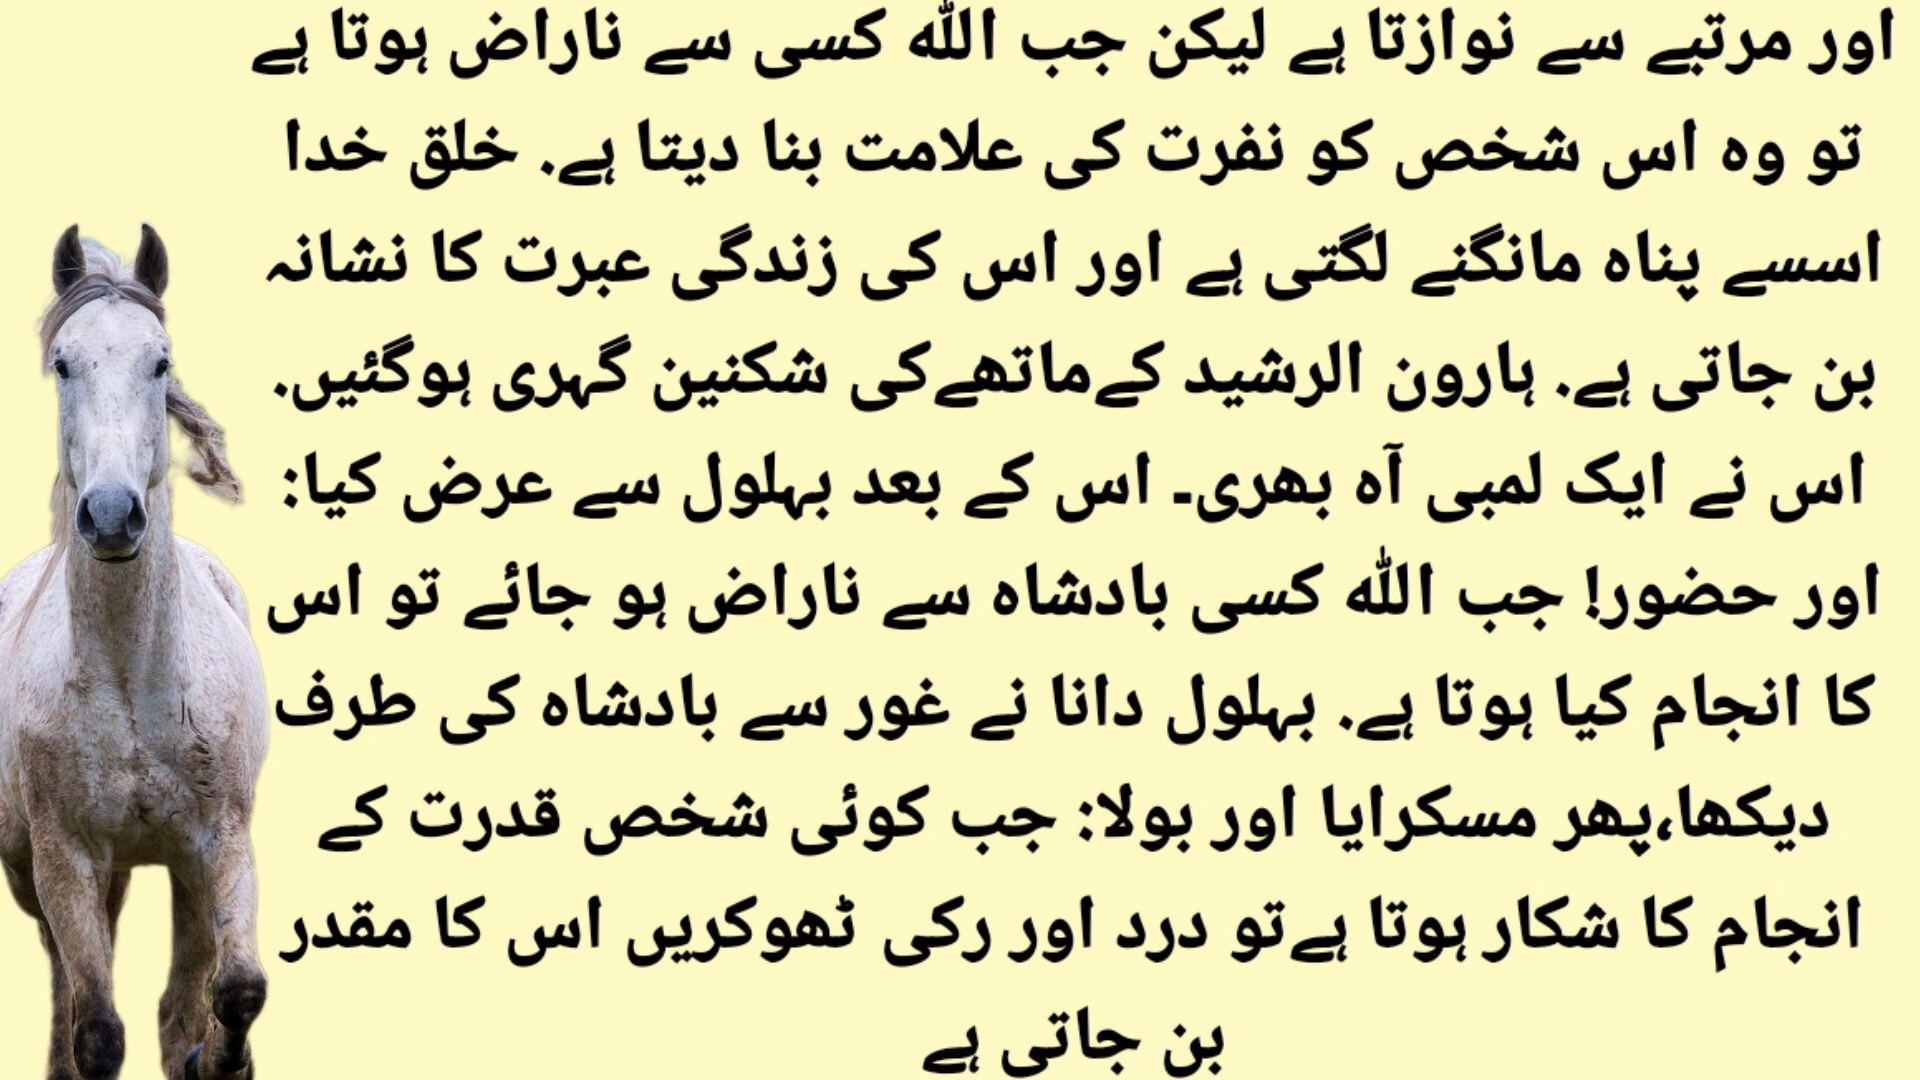 اور مرتبے سے نوازتا ہے لیکن جب اللہ کسی سے ناراض ہوتا ہے
تو وہ اس شخص کو نفرت کی علامت بنا دیتا ہے. خلق خدا
اسسے پناہ مانگنے لگتی ہے اور اس کی زندگی عبرت کا نشانہ
بن جاتی ہے. ہارون الرشید کےماتھےکی شکنین گہری ہوگئیں.
اس نے ایک لمبی آہ بھری۔ اس کے بعد بہلول سے عرض کیا:
اور حضور! جب اللہ کسی بادشاہ سے ناراض ہو جائے تو اس
کا انجام کیا ہوتا ہے. بہلول دانا نے غور سے بادشاہ کی طرف
دیکھا،پھر مسکرایا اور بولا: جب کوئی شخص قدرت کے
انجام کا شکار ہوتا ہےتو درد اور رکی ٹھوکریں اس کا مقدر
بن جاتی ہے